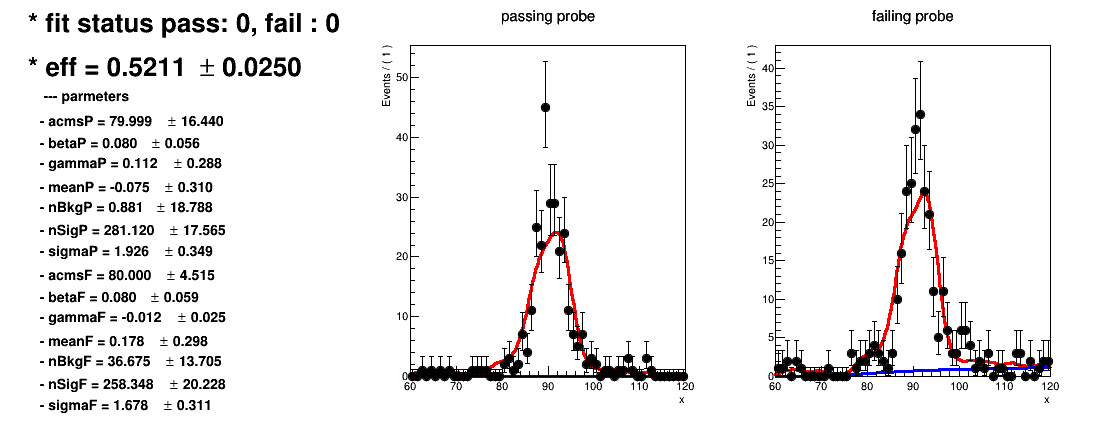 * fit status pass: 0, fail : 0
* eff = 0.5211 ± 0.0250
--- parmeters
- acmsP = 79.999 ± 16.440
- betaP = 0.080 ± 0.056
- gammaP = 0.112 ± 0.288
- meanP = -0.075 ± 0.310
- nBkgP = 0.881 ± 18.788
- nSigP = 281.120 ± 17.565
- sigmaP = 1.926 ± 0.349
- acmsF = 80.000 ± 4.515
- betaF = 0.080 ± 0.059
- gammaF = -0.012 ± 0.025
- meanF = 0.178 ± 0.298
- nBkgF = 36.675 ± 13.705
- nSigF = 258.348 ± 20.228
- sigmaF = 1.678 ± 0.311
passing probe
Events / ( 1 )
50
40
30
20
10
0
60 70 80 90 100 110 120
x
failing probe
Events / ( 1 )
40
35
30
25
20
15
10
5
0
60 70 80 90 100 110 120
x